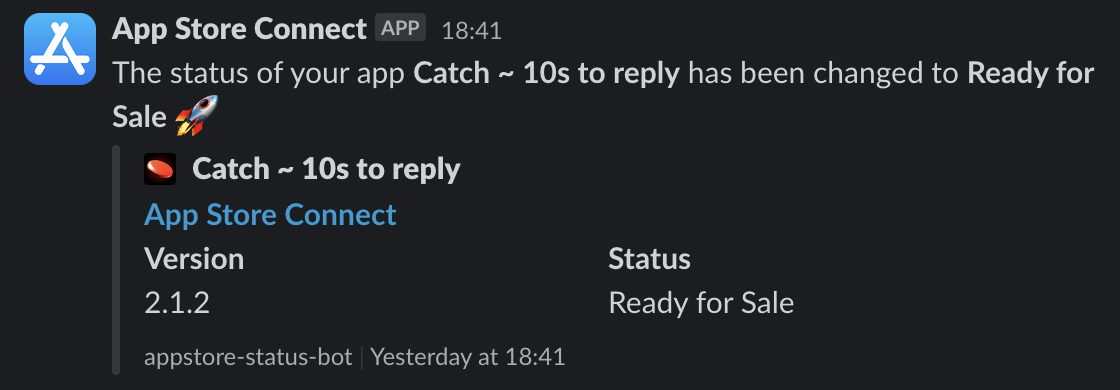 App Store Connect APP 18:41
The status of your app Catch ~ 10s to reply has been changed to Ready for
Sale 🚀
Catch ~ 10s to reply
App Store Connect
Version Status
2.1.2 Ready for Sale
appstore-status-bot | Yesterday at 18:41